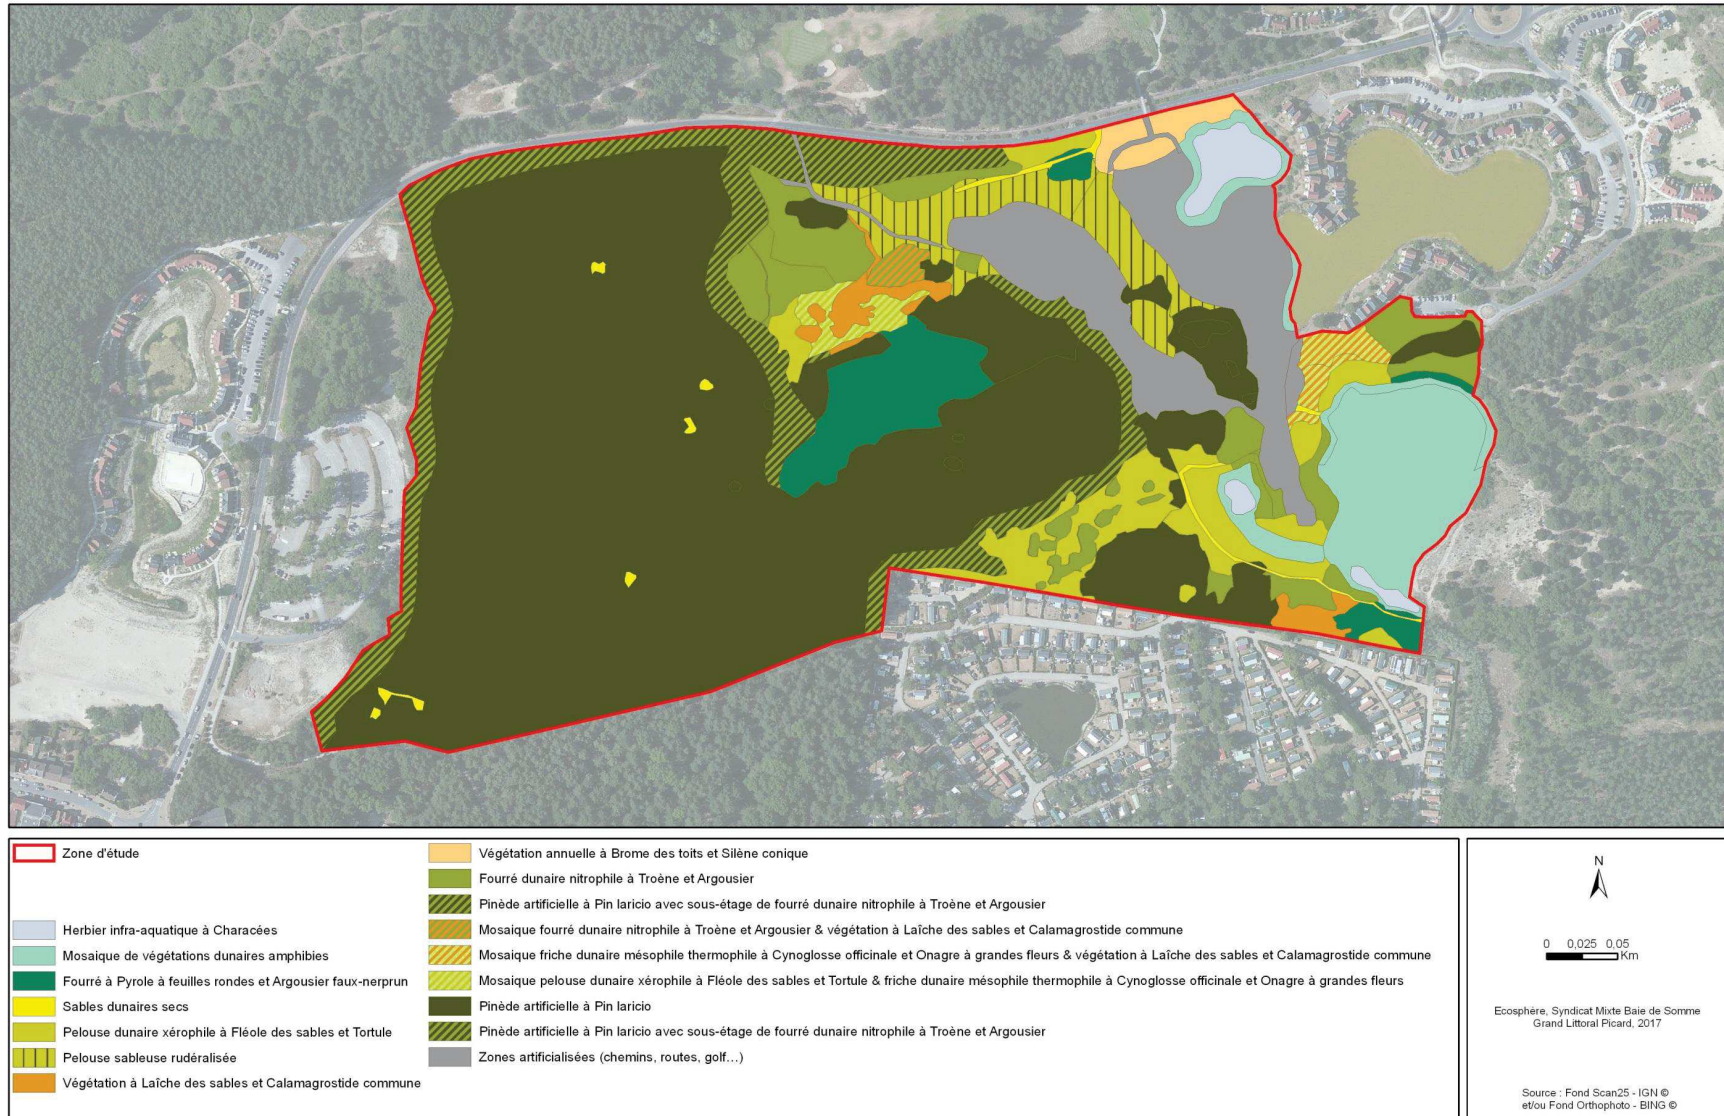 Zone d'étude
Herbier infra-aquatique à Characées
Mosaique de végétations dunaires amphibies
Fourré à Pyrole à feuilles rondes et Argousier faux-nerprun
Sables dunaires secs
Pelouse dunaire xérophile à Fléole des sables et Tortule
Pelouse sableuse rudéralisée
Végétation à Laîche des sables et Calamagrostide commune
Végétation annuelle à Brome des toits et Silène conique
Fourré dunaire nitrophile à Troène et Argousier
Pinède artificielle à Pin laricio avec sous-étage de fourré dunaire nitrophile à Troène et Argousier
Mosaique fourré dunaire nitrophile à Troène et Argousier & végétation à Laîche des sables et Calamagrostide commune
Mosaique friche dunaire mésophile thermophile à Cynoglosse officinale et Onagre à grandes fleurs & végétation à Laîche des sables et Calamagrostide commune
Mosaique pelouse dunaire xérophile à Fléole des sables et Tortule & friche dunaire mésophile thermophile à Cynoglosse officinale et Onagre à grandes fleurs
Pinède artificielle à Pin laricio
Pinède artificielle à Pin laricio avec sous-étage de fourré dunaire nitrophile à Troène et Argousier
Zones artificialisées (chemins, routes, golf...)
N
0 0,025 0,05
Km
Ecosphère, Syndicat Mixte Baie de Somme
Grand Littoral Picard, 2017
Source : Fond Scan25 - IGN ©
et/ou Fond Orthophoto - BING ©